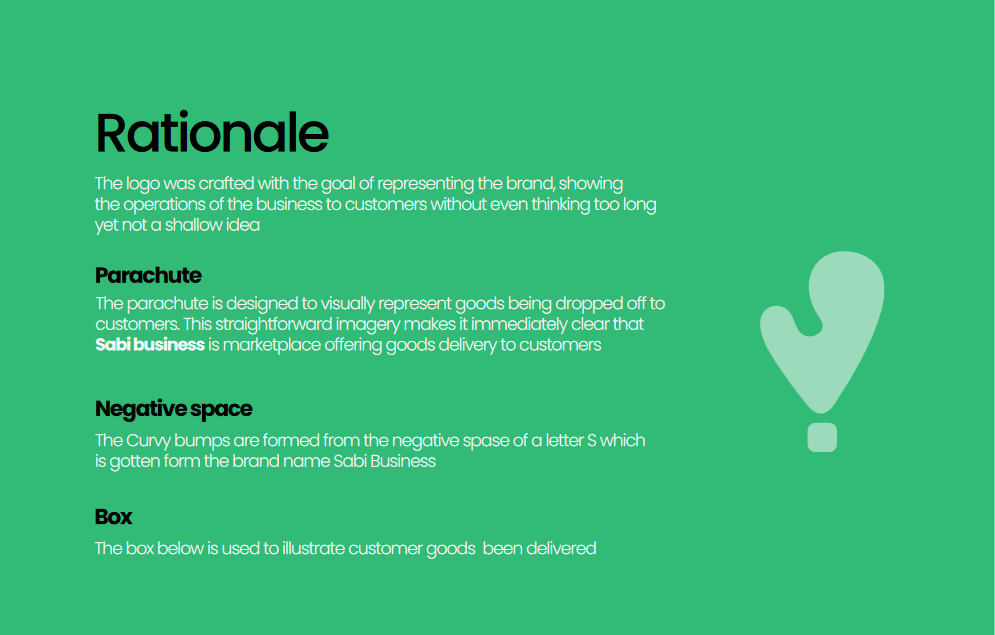 Rationale
The logo was crafted with the goal of representing the brand, showing
the operations of the business to customers without even thinking too long
yet not a shallow idea
Parachute
The parachute is designed to visually represent goods being dropped off to
customers. This straightforward imagery makes it immediately clear that
Sabi business is marketplace offering goods delivery to customers
Negative space
The Curvy bumps are formed from the negative spase of a letter S which
is gotten form the brand name Sabi Business
Box
The box below is used to illustrate customer goods  been delivered